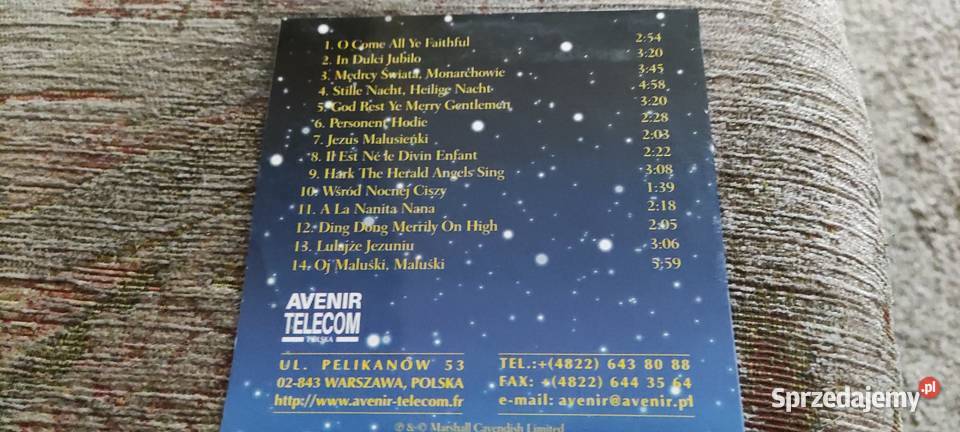 1. O Come All Ye Faithful 2:54
2. In Dulci Jubilo 3:20
3. Mędrcy Świata, Monarchowie 3:45
4. Stille Nacht, Heilige Nacht 4:58
5. God Rest Ye Merry Gentlemen 3:20
6. Personent Hodie 2:28
7. Jezus Malusieńki 2:03
8. Il Est Né le Divin Enfant 2:22
9. Hark The Herald Angels Sing 3:08
10. Wśród Nocnej Ciszy 1:39
11. A La Nanita Nana 2:18
12. Ding Dong Merrily On High 2:05
13. Lulajże Jezuniu 3:06
14. Oj Maluśki, Maluśki 5:59
AVENIR
TELECOM
POLSKA
UL. PELIKANÓW 53 TEL.:+(4822) 643 80 88
02-843 WARSZAWA, POLSKA FAX: +(4822) 644 35 64
http://www.avenir-telecom.fr e-mail: avenir@avenir.pl
℗ & © Marshall Cavendish Limited
Sprzedajemy.pl